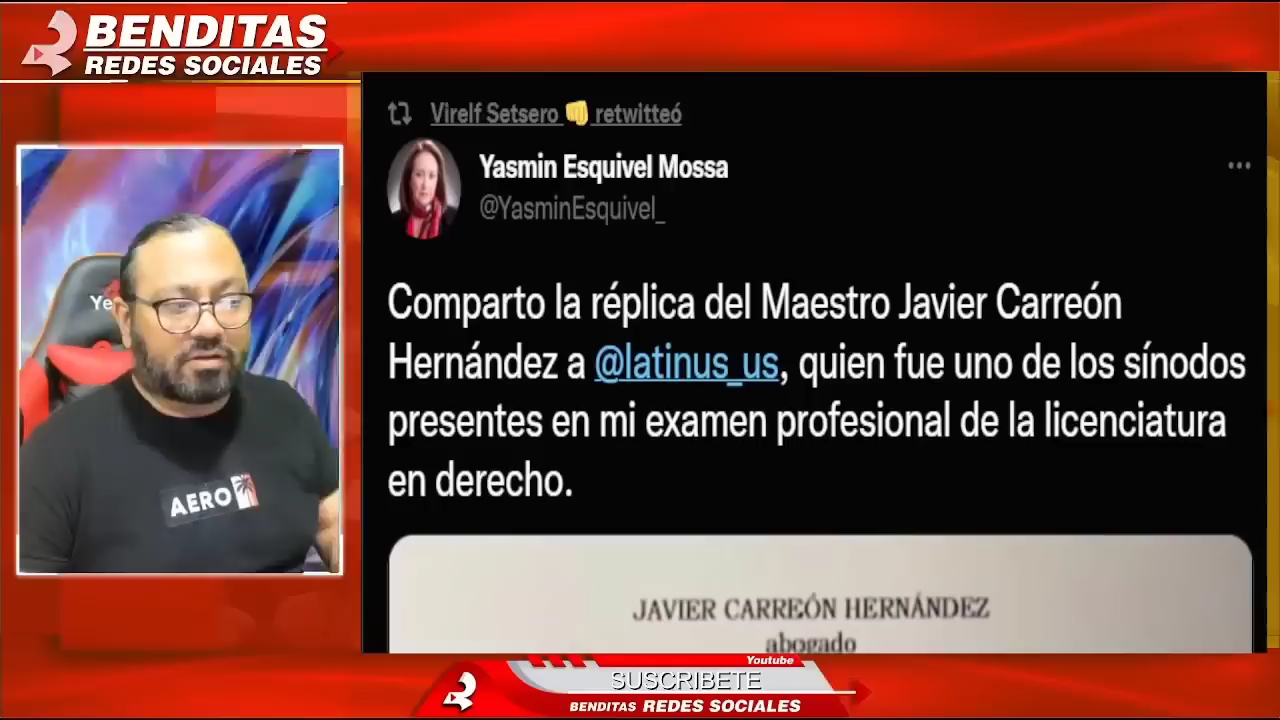 BENDITAS
REDES SOCIALES
Virelf Setsero 👊 retwitteó
Yasmin Esquivel Mossa
@YasminEsquivel_
Comparto la réplica del Maestro Javier Carreón
Hernández a @latinus_us, quien fue uno de los sínodos
presentes en mi examen profesional de la licenciatura
en derecho.
JAVIER CARREÓN HERNÁNDEZ
abogado
Ye
AERO
Youtube
SUSCRIBETE
BENDITAS REDES SOCIALES